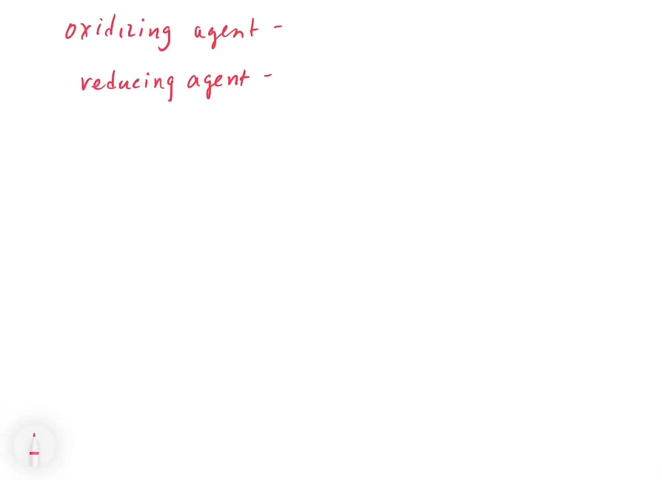 oxidizing agent -
reducing agent -